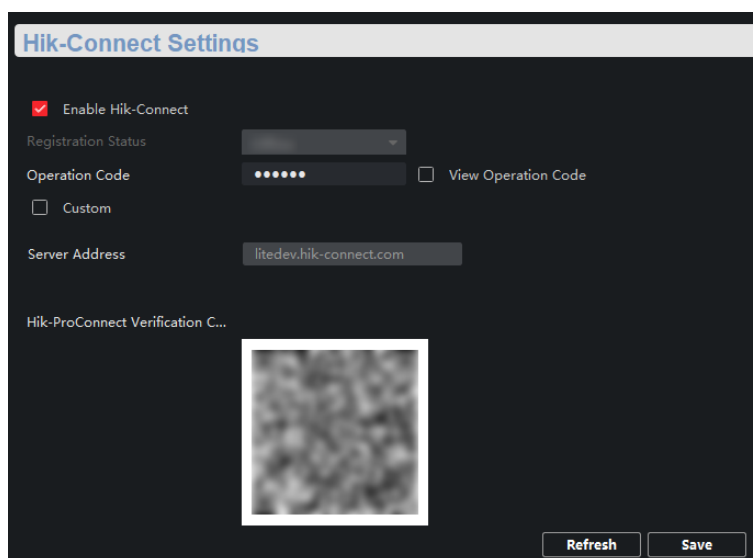 Hik-Connect Settings
Enable Hik-Connect
Registration Status
Operation Code ●●●●●● View Operation Code
Custom
Server Address litedev.hik-connect.com
Hik-ProConnect Verification C...
Refresh Save